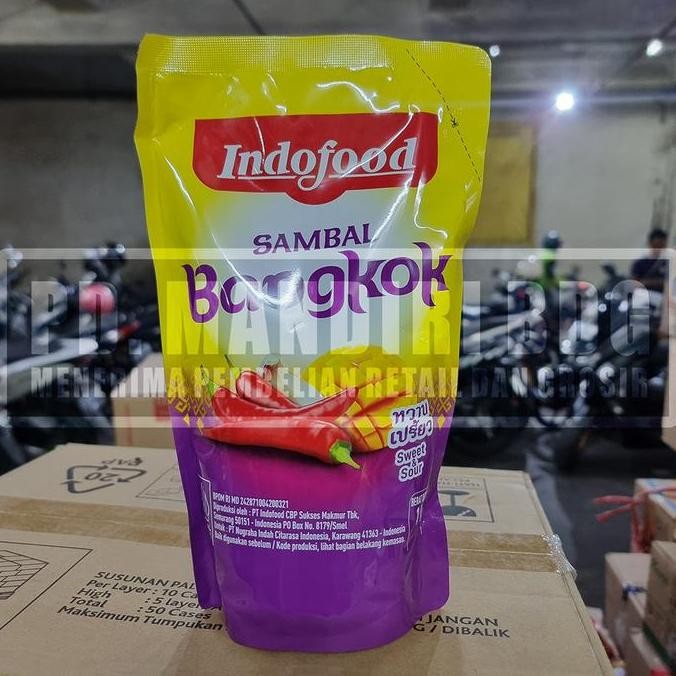 Indofood
SAMBAL
Bangkok
PD. MANDIRI BDG
MENERIMA PEMBELIAN RETAIL DAN GROSIR
หวาน
เปรี้ยว
Sweet
&
Sour
BPOM RI MD 242871004200321
Diproduksi oleh : PT Indofood CBP Sukses Makmur Tbk,
Semarang 50151 - Indonesia PO Box No. 8179/Smel
Untuk : PT Nugraha Indah Citarasa Indonesia, Karawang 41363 - Indonesia
Baik digunakan sebelum / Kode produksi, lihat bagian belakang kemasan.
20
PAP
SUSUNAN
Per Layer : 10
High : 5
Total : 50 Cases
Maksimum Tumpukan
JANGAN
/ DIBALIK